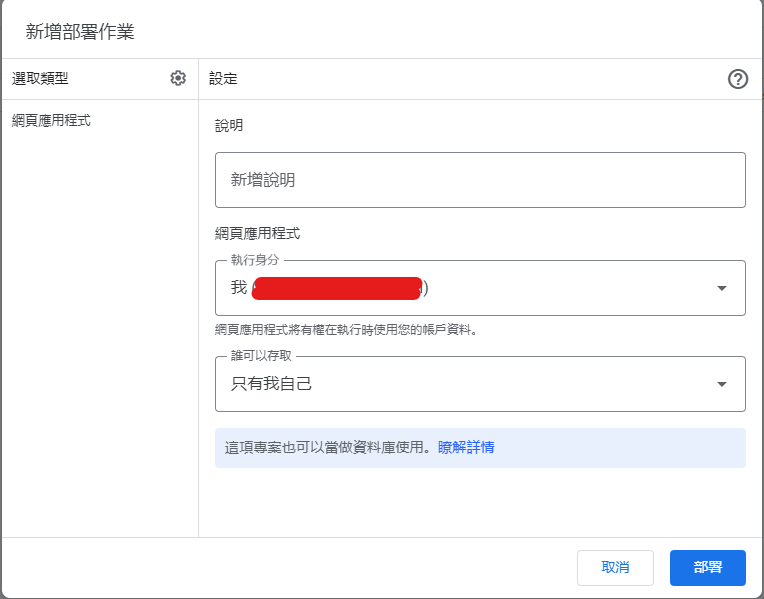 新增部署作業
選取類型
設定
網頁應用程式
說明
新增說明
網頁應用程式
執行身分
我 ( )
網頁應用程式將有權在執行時使用您的帳戶資料。
誰可以存取
只有我自己
這項專案也可以當做資料庫使用。瞭解詳情
取消
部署